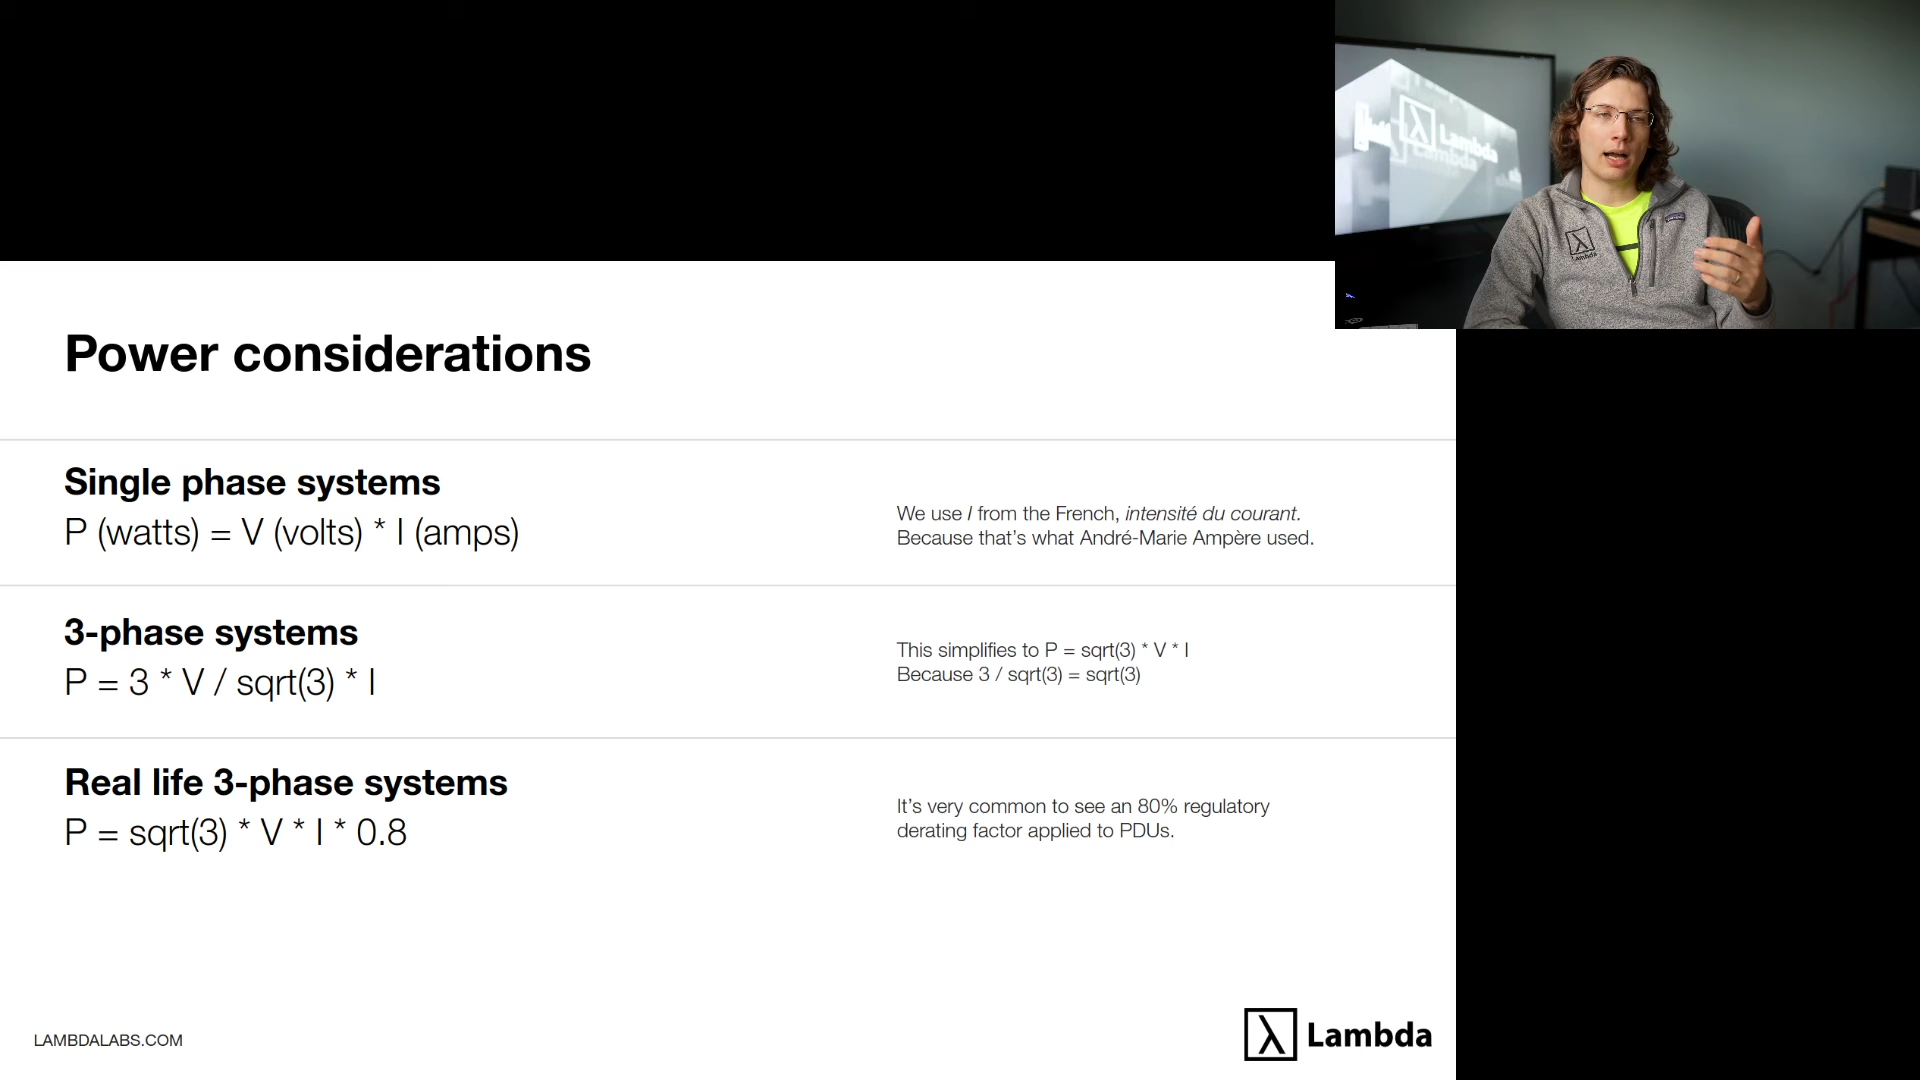 Lambda
Lambda
Lambda
Power considerations
Single phase systems
P (watts) = V (volts) * I (amps)
We use I from the French, intensité du courant.
Because that's what André-Marie Ampère used.
3-phase systems
P = 3 * V / sqrt(3) * I
This simplifies to P = sqrt(3) * V * I
Because 3 / sqrt(3) = sqrt(3)
Real life 3-phase systems
P = sqrt(3) * V * I * 0.8
It's very common to see an 80% regulatory
derating factor applied to PDUs.
LAMBDALABS.COM
λ Lambda